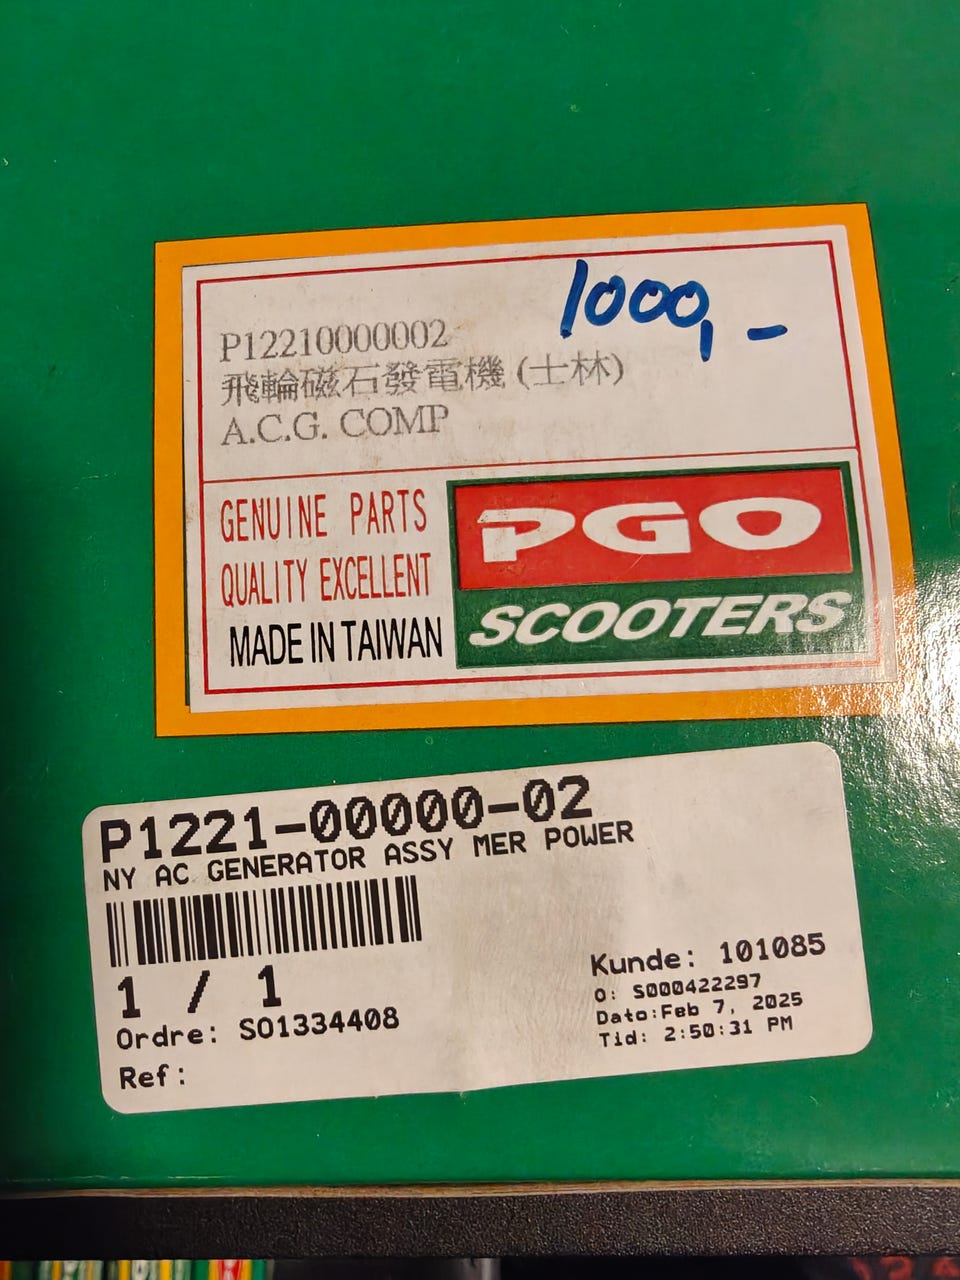 1000,-
P12210000002
飛輪磁石發電機 (士林)
A.C.G. COMP
GENUINE PARTS
QUALITY EXCELLENT
MADE IN TAIWAN
PGO
SCOOTERS
P1221-00000-02
NY AC GENERATOR ASSY MER POWER
1 / 1
Ordre: SO1334408
Ref:
Kunde: 101085
O: S000422297
Dato:Feb 7, 2025
Tid: 2:50:31 PM